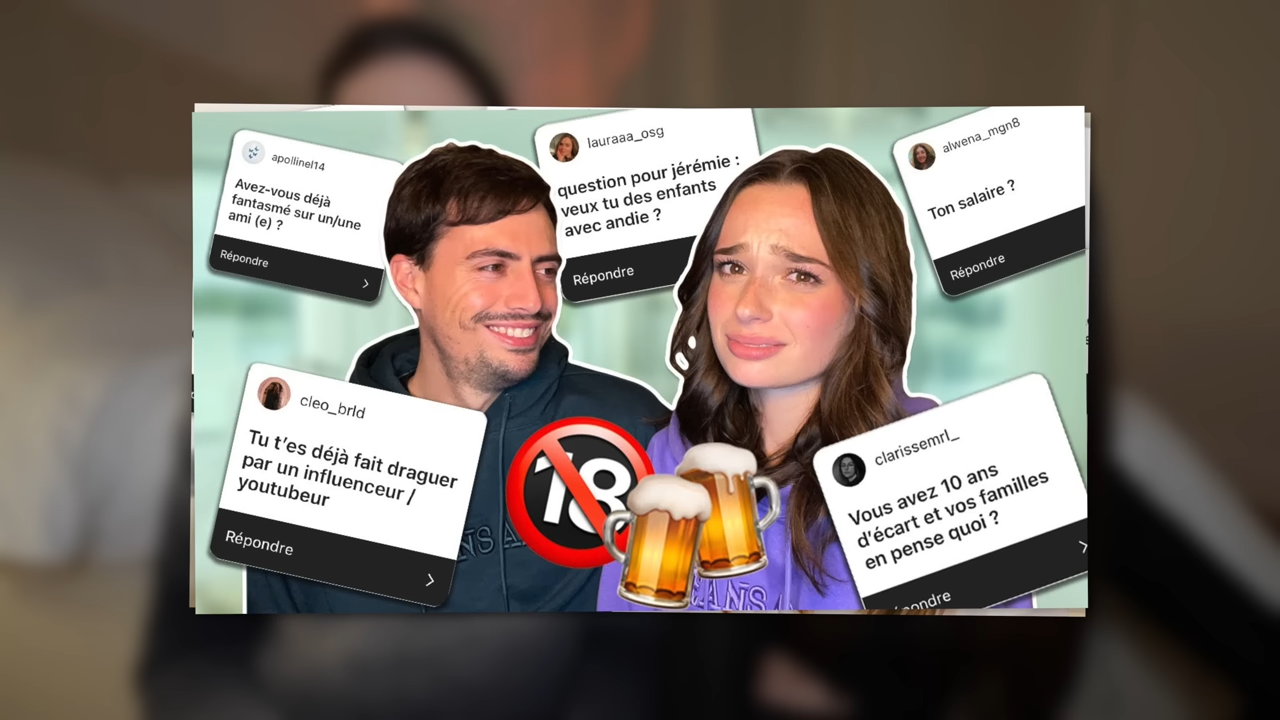 apollinel14
Avez-vous déjà
fantasmé sur un/une
ami (e) ?
Répondre
lauraaa_osg
question pour jérémie :
veux tu des enfants
avec andie ?
Répondre
alwena_mgn8
Ton salaire ?
Répondre
cleo_brld
Tu t'es déjà fait draguer
par un influenceur /
youtubeur
Répondre
18
clarissemrl_
Vous avez 10 ans
d'écart et vos familles
en pense quoi ?